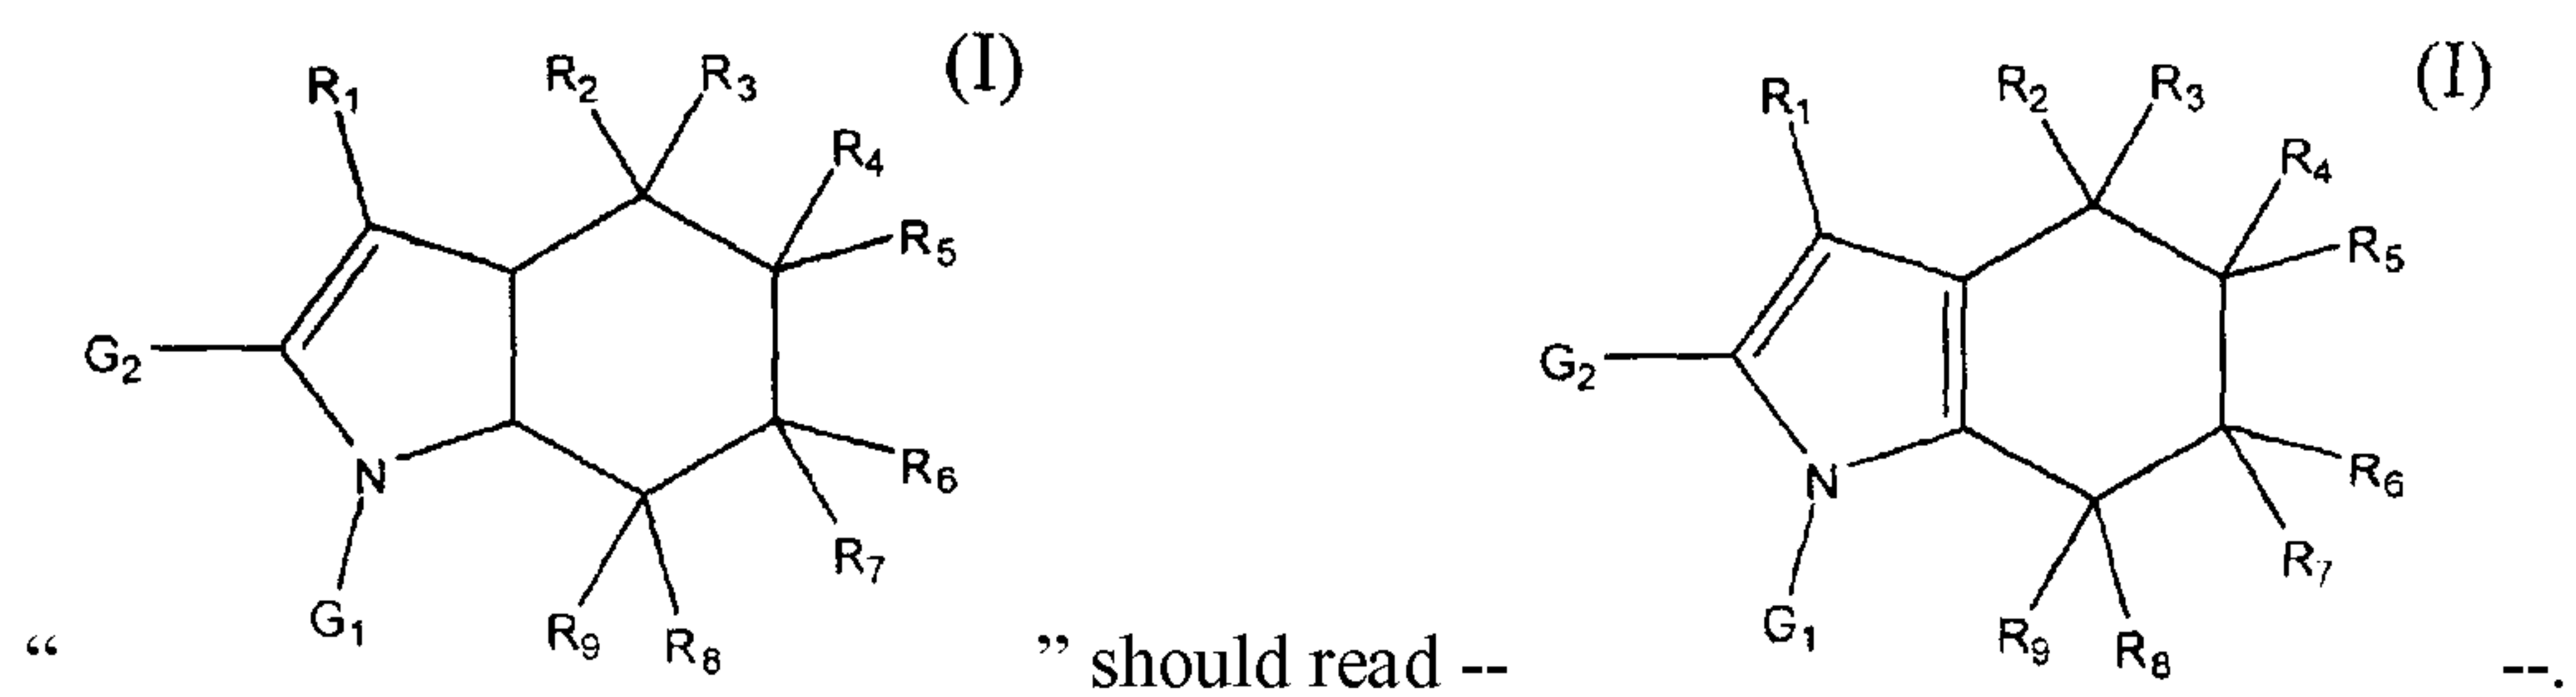 (I) (I)
R1 R2 R3 R1 R2 R3
R4 R4
R5 R5
G2 G2
N R6 N R6
R7 R7
G1 R9 R8 G1 R9 R8
“ ” should read -- --.